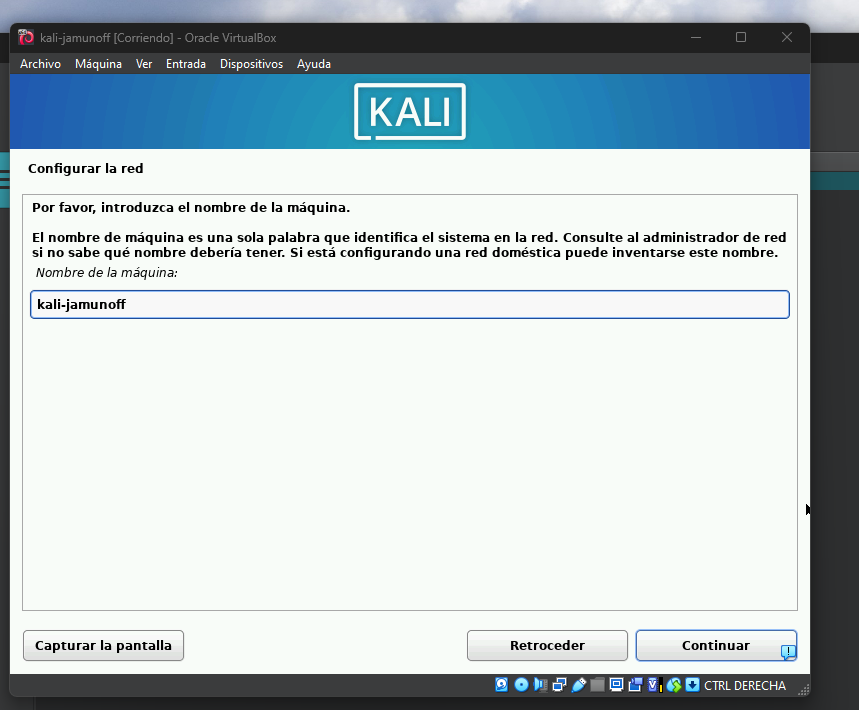 kali-jamunoff [Corriendo] - Oracle VirtualBox
Archivo Máquina Ver Entrada Dispositivos Ayuda
KALI
Configurar la red
Por favor, introduzca el nombre de la máquina.
El nombre de máquina es una sola palabra que identifica el sistema en la red. Consulte al administrador de red
si no sabe qué nombre debería tener. Si está configurando una red doméstica puede inventarse este nombre.
Nombre de la máquina:
kali-jamunoff
Capturar la pantalla Retroceder Continuar
CTRL DERECHA